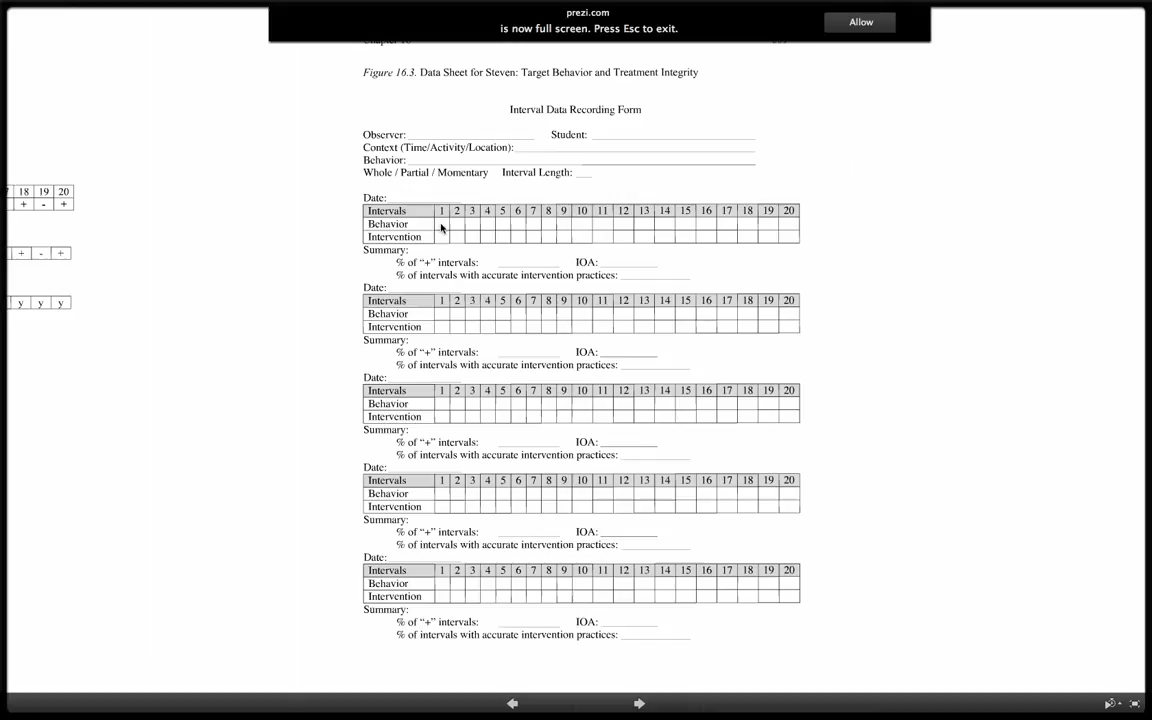 prezi.com
is now full screen. Press Esc to exit.
Allow
Figure 16.3. Data Sheet for Steven: Target Behavior and Treatment Integrity
Interval Data Recording Form
Observer: Student:
Context (Time/Activity/Location):
Behavior:
Whole / Partial / Momentary Interval Length:
18 19 20
+ - +
+ - +
y y y
Date:
Intervals 1 2 3 4 5 6 7 8 9 10 11 12 13 14 15 16 17 18 19 20
Behavior
Intervention
Summary:
% of “+” intervals: IOA:
% of intervals with accurate intervention practices:
Date:
Intervals 1 2 3 4 5 6 7 8 9 10 11 12 13 14 15 16 17 18 19 20
Behavior
Intervention
Summary:
% of “+” intervals: IOA:
% of intervals with accurate intervention practices:
Date:
Intervals 1 2 3 4 5 6 7 8 9 10 11 12 13 14 15 16 17 18 19 20
Behavior
Intervention
Summary:
% of “+” intervals: IOA:
% of intervals with accurate intervention practices:
Date:
Intervals 1 2 3 4 5 6 7 8 9 10 11 12 13 14 15 16 17 18 19 20
Behavior
Intervention
Summary:
% of “+” intervals: IOA:
% of intervals with accurate intervention practices:
Date:
Intervals 1 2 3 4 5 6 7 8 9 10 11 12 13 14 15 16 17 18 19 20
Behavior
Intervention
Summary:
% of “+” intervals: IOA:
% of intervals with accurate intervention practices: